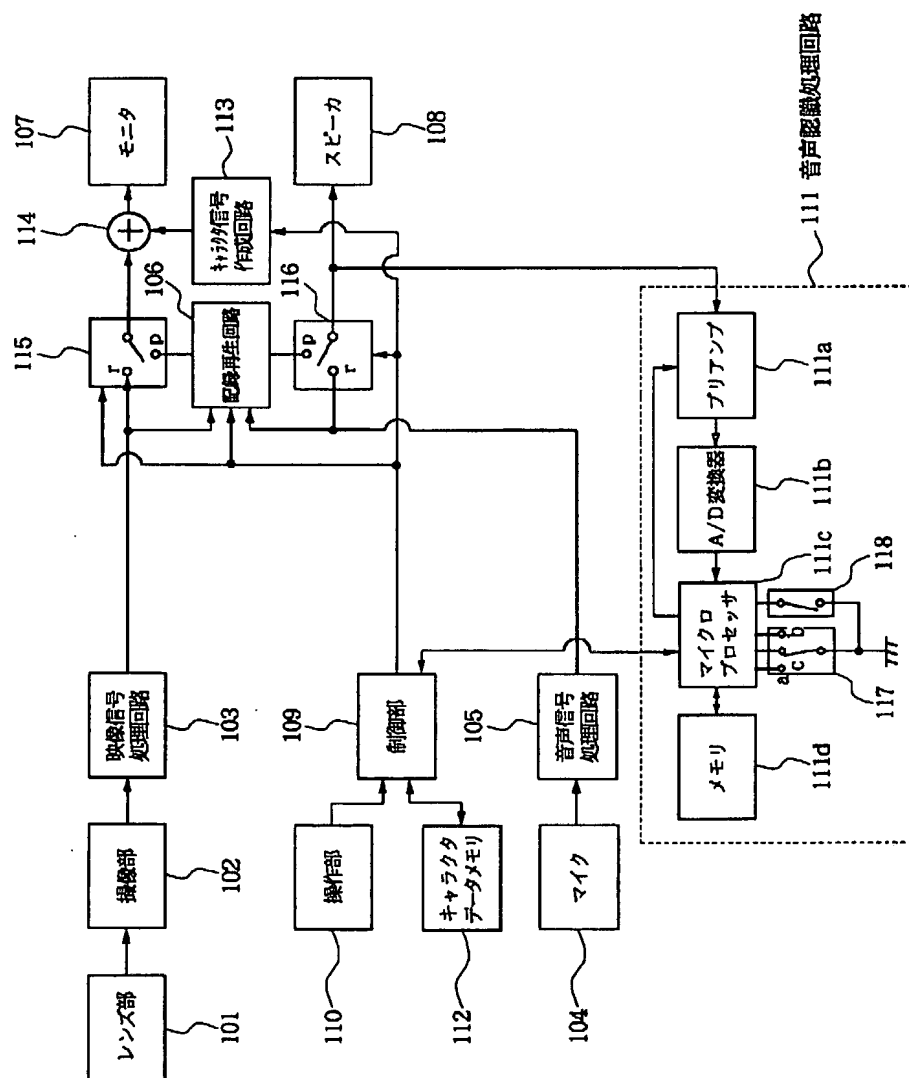 レンズ部
101
撮像部
102
映像信号
処理回路
103
115
r
p
114
107
モニタ
106
記録再生回路
キャラクタ信号
作成回路
113
116
p
r
スピーカ
108
操作部
110
キャラクタ
データメモリ
112
109
制御部
マイク
104
105
音声信号
処理回路
111 音声認識処理回路
プリアンプ
111a
A/D変換器
111b
マイクロ
プロセッサ
111c
メモリ
111d
a
c
b
117
118